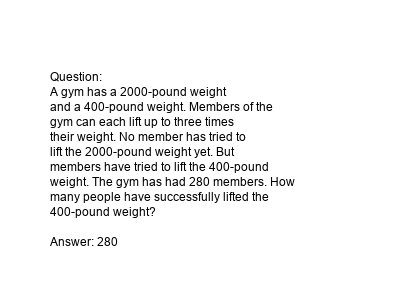 Question:
A gym has a 2000-pound weight
and a 400-pound weight. Members of the
gym can each lift up to three times
their weight. No member has tried to
lift the 2000-pound weight yet. But
members have tried to lift the 400-pound
weight. The gym has had 280 members. How
many people have successfully lifted the
400-pound weight?

Answer: 280